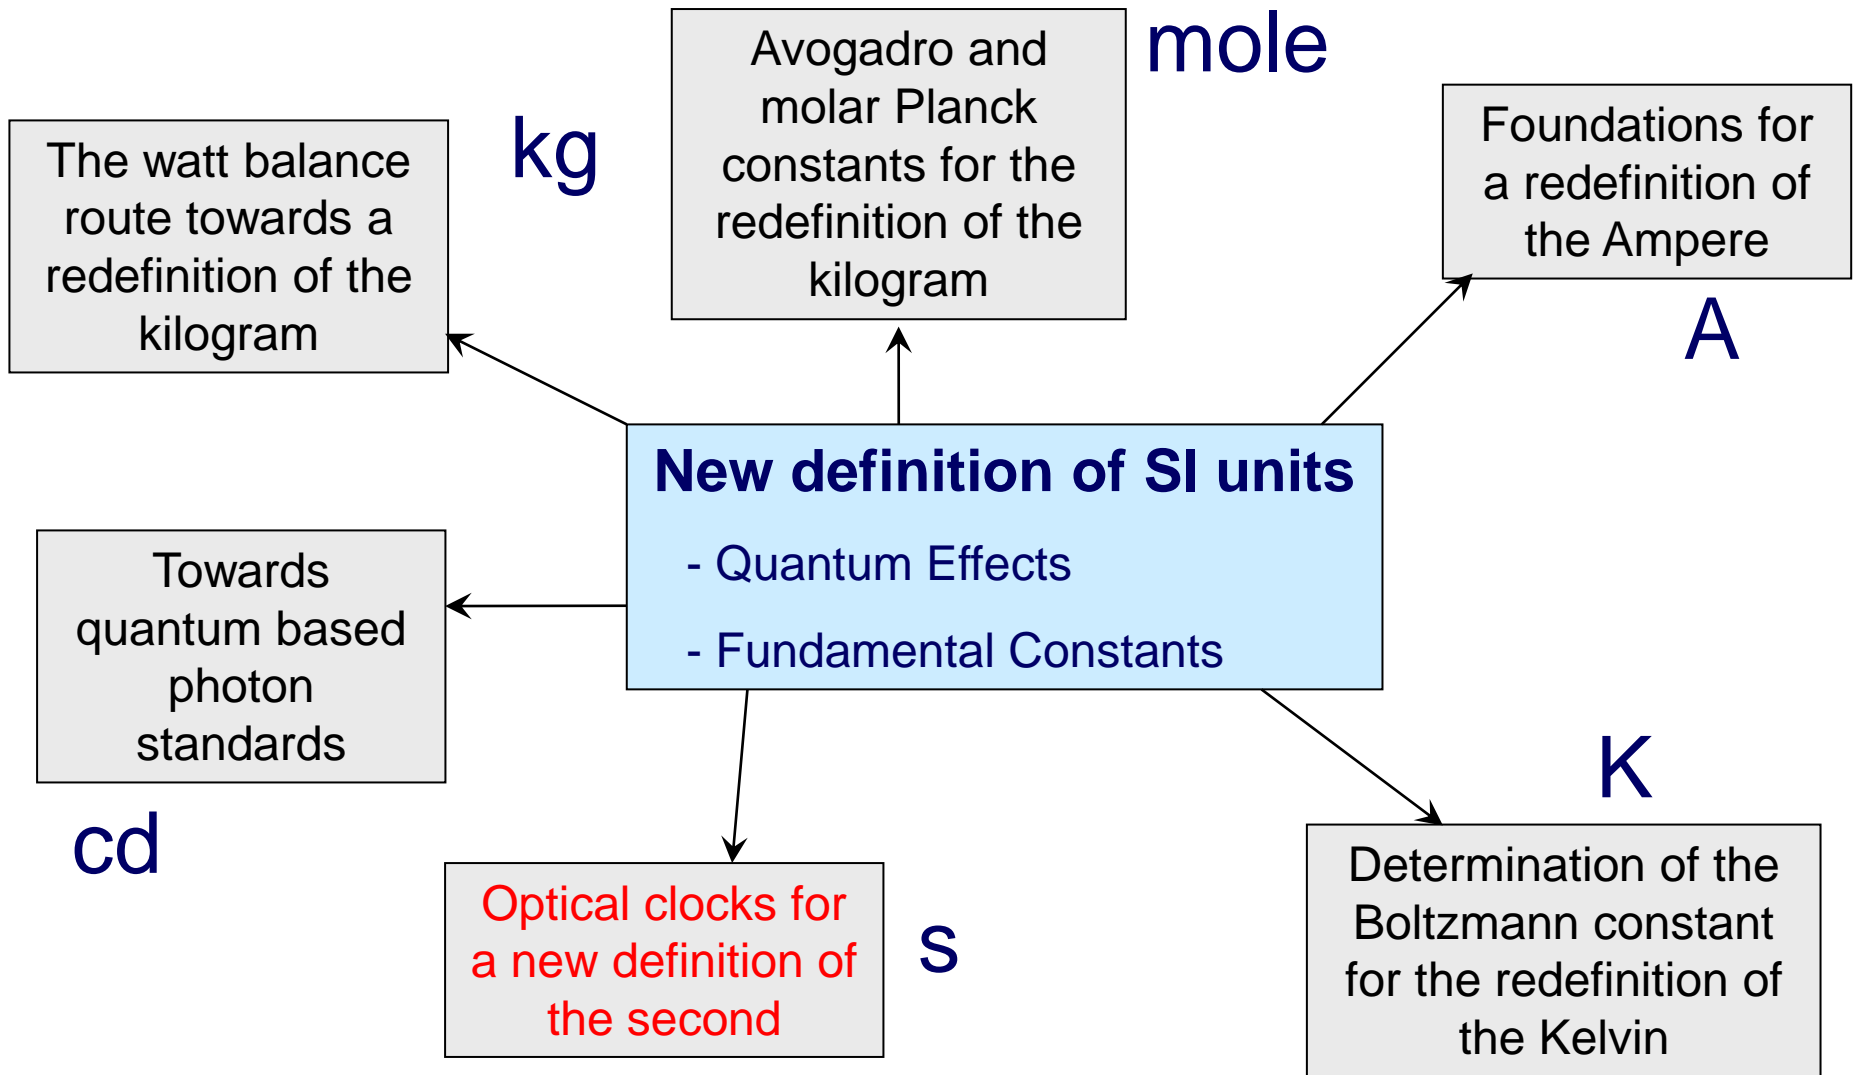 mole
Avogadro and
molar Planck
constants for the
redefinition of the
kilogram
kg
The watt balance
route towards a
redefinition of the
kilogram
Foundations for
a redefinition of
the Ampere
A
New definition of SI units
- Quantum Effects
- Fundamental Constants
Towards
quantum based
photon
standards
cd
Optical clocks for
a new definition of
the second
s
K
Determination of the
Boltzmann constant
for the redefinition of
the Kelvin